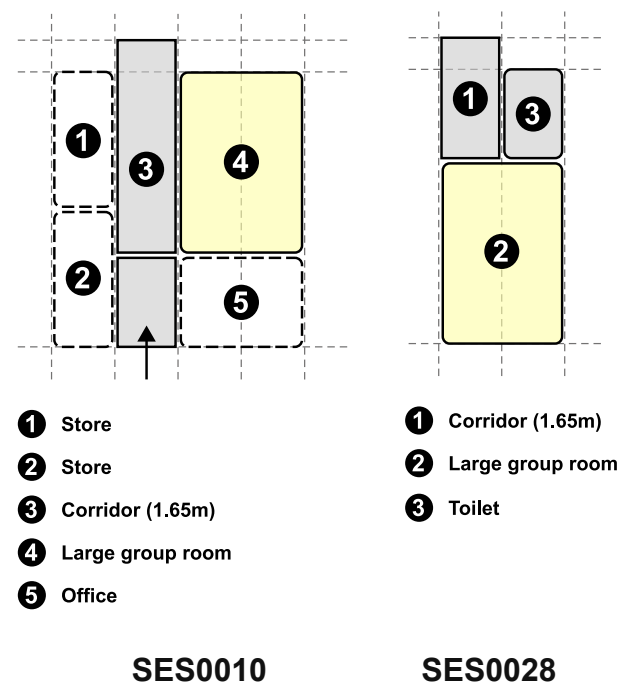 1
2
3
4
5
1
3
2
1 Store
2 Store
3 Corridor (1.65m)
4 Large group room
5 Office
1 Corridor (1.65m)
2 Large group room
3 Toilet
SES0010
SES0028